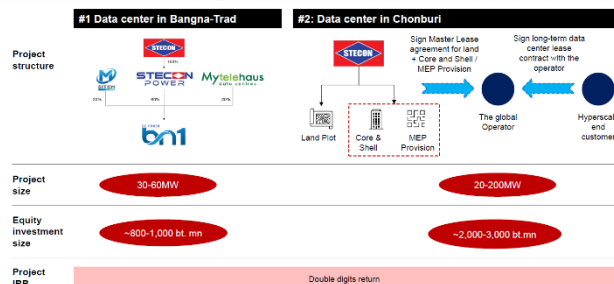 #1 Data center in Bangna-Trad
#2: Data center in Chonburi
Project
structure
STECON
100%
STECON
POWER
Mytelehaus
data centres
20%
60%
20%
bn1
STECON
Sign Master Lease
agreement for land
+ Core and Shell /
MEP Provision
Sign long-term data
center lease
contract with the
operator
Land Plot
Core &
Shell
MEP
Provision
The global
Operator
Hyperscal
end
customer
Project
size
30-60MW
20-200MW
Equity
investment
size
~800-1,000 bt. mn
~2,000-3,000 bt.mn
Project
IRR
Double digits return